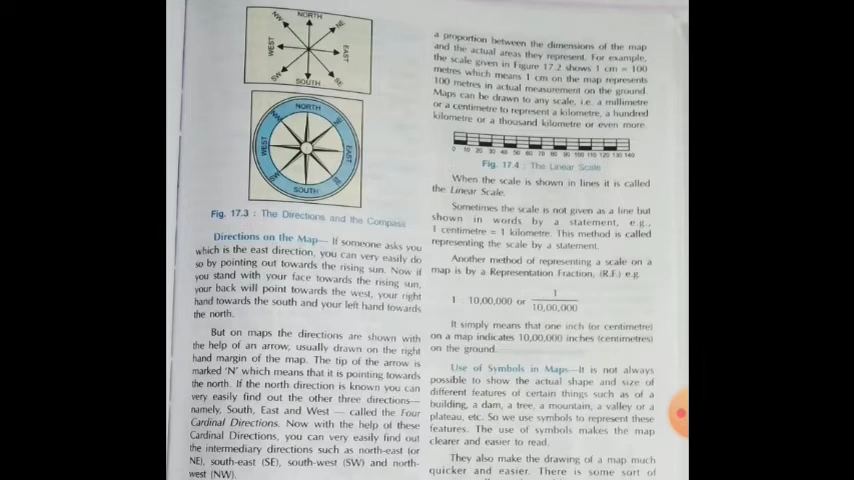 NORTH
NW
NE
WEST
EAST
SW
SE
SOUTH
NORTH
NW
NE
WEST
EAST
SW
SE
SOUTH
Fig. 17.3 : The Directions and the Compass
Directions on the Map— If someone asks you
which is the east direction, you can very easily do
so by pointing out towards the rising sun. Now if
you stand with your face towards the rising sun,
your back will point towards the west, your right
hand towards the south and your left hand towards
the north.
But on maps the directions are shown with
the help of an arrow, usually drawn on the right
hand margin of the map. The tip of the arrow is
marked 'N' which means that it is pointing towards
the north. If the north direction is known you can
very easily find out the other three directions—
namely, South, East and West — called the Four
Cardinal Directions. Now with the help of these
Cardinal Directions, you can very easily find out
the intermediary directions such as north-east (or
NE), south-east (SE), south-west (SW) and north-
west (NW).
a proportion between the dimensions of the map
and the actual areas they represent. For example,
the scale given in Figure 17.2 shows 1 cm = 100
metres which means 1 cm on the map represents
100 metres in actual measurement on the ground.
Maps can be drawn to any scale, i.e. a millimetre
or a centimetre to represent a kilometre, a hundred
kilometre or a thousand kilometre or even more.
0 10 20 30 40 50 60 70 80 90 100 110 120 130 140
Fig. 17.4 : The Linear Scale
When the scale is shown in lines it is called
the Linear Scale.
Sometimes the scale is not given as a line but
shown in words by a statement, e.g.,
1 centimetre = 1 kilometre. This method is called
representing the scale by a statement.
Another method of representing a scale on a
map is by a Representation Fraction, (R.F.) e.g.
1 : 10,00,000 or 1
10,00,000
It simply means that one inch (or centimetre)
on a map indicates 10,00,000 inches (centimetres)
on the ground.
Use of Symbols in Maps—It is not always
possible to show the actual shape and size of
different features of certain things such as of a
building, a dam, a tree, a mountain, a valley or a
plateau, etc. So we use symbols to represent these
features. The use of symbols makes the map
clearer and easier to read.
They also make the drawing of a map much
quicker and easier. There is some sort of